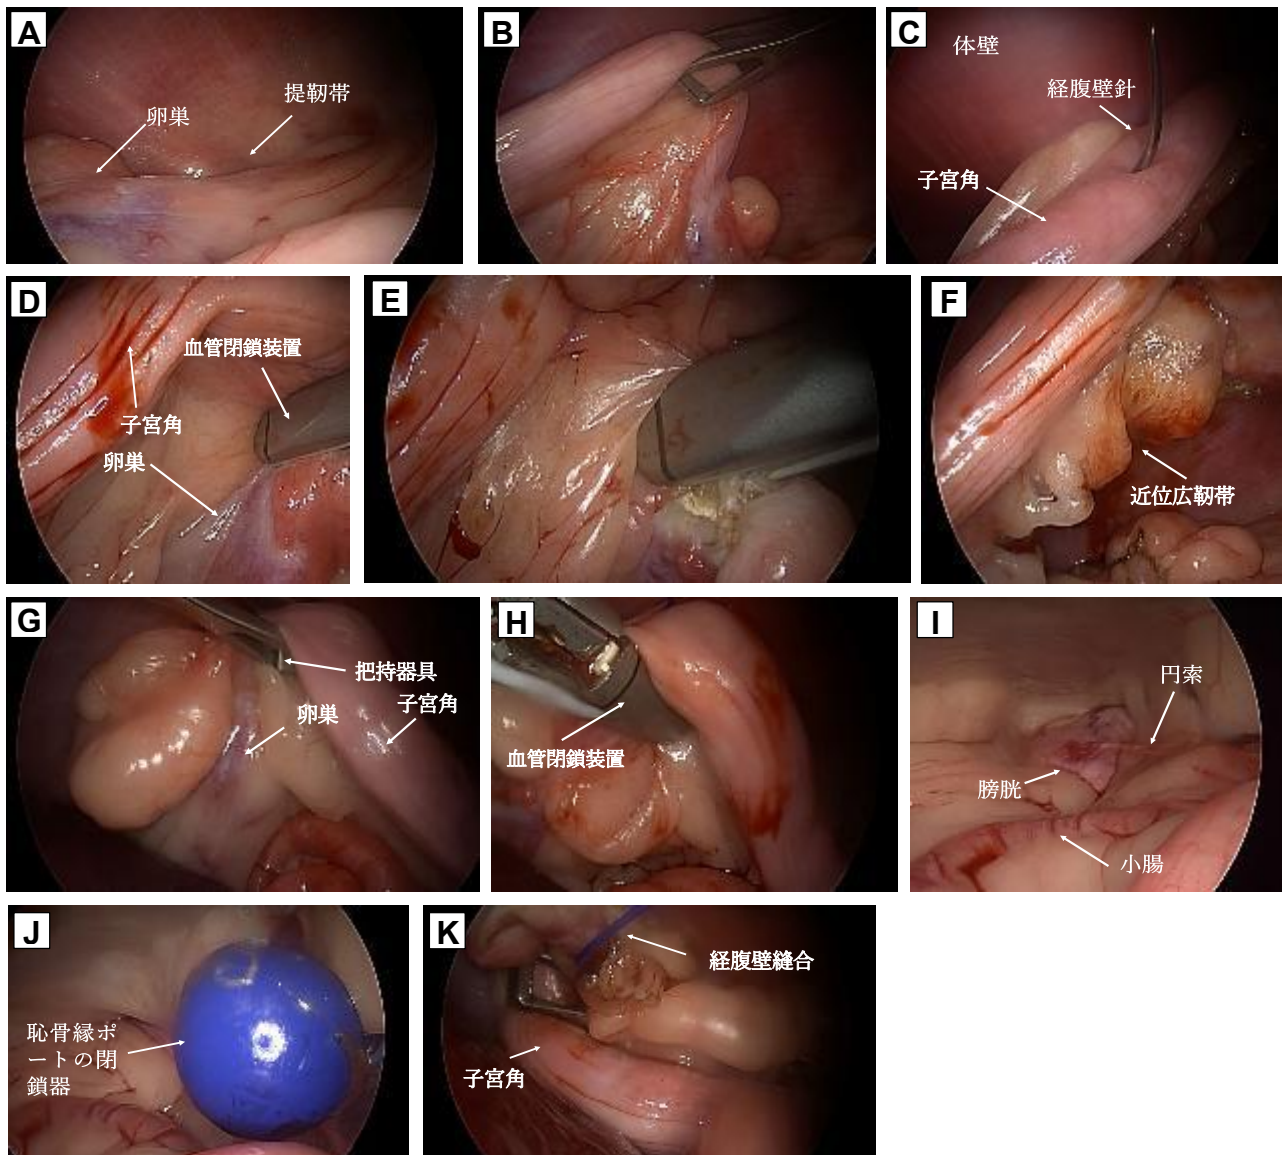 A
卵巣
提靭帯
B
C
体壁
経腹壁針
子宮角
D
血管閉鎖装置
子宮角
卵巣
E
F
近位広靭帯
G
把持器具
子宮角
卵巣
H
血管閉鎖装置
I
円索
膀胱
小腸
J
恥骨縁ポ
ートの閉
鎖器
K
経腹壁縫合
子宮角